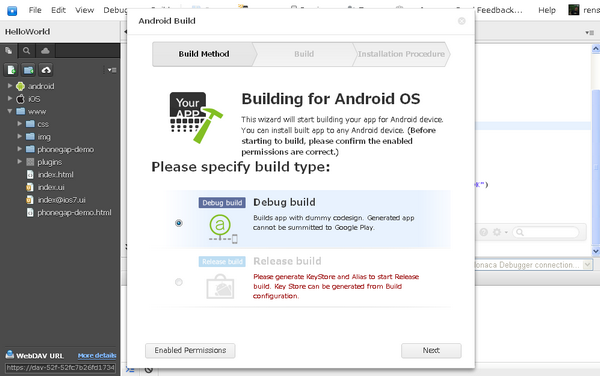 File Edit View Debug
Send Feedback...
rens
Android Build
HelloWorld
Build Method
Build
Installation Procedure
Your
APP
Building for Android OS
This wizard will start building your app for Android device.
You can install built app to any Android device. (Before
starting to build, please confirm the enabled
permissions are correct.)
Please specify build type:
android
iOS
www
css
img
phonegap-demo
plugins
index.html
index.ui
index@ios7.ui
phonegap-demo.html
Debug build
Debug build
Builds app with dummy codesign. Generated app
cannot be summitted to Google Play.
Release build
Release build
Please generate KeyStore and Alias to start Release
build. Key Store can be generated from Build
configuration.
onaca Debugger connection...
Enabled Permissions
Next
WebDAV URL
More details
https://dav-52f-52fc7b26fd1734